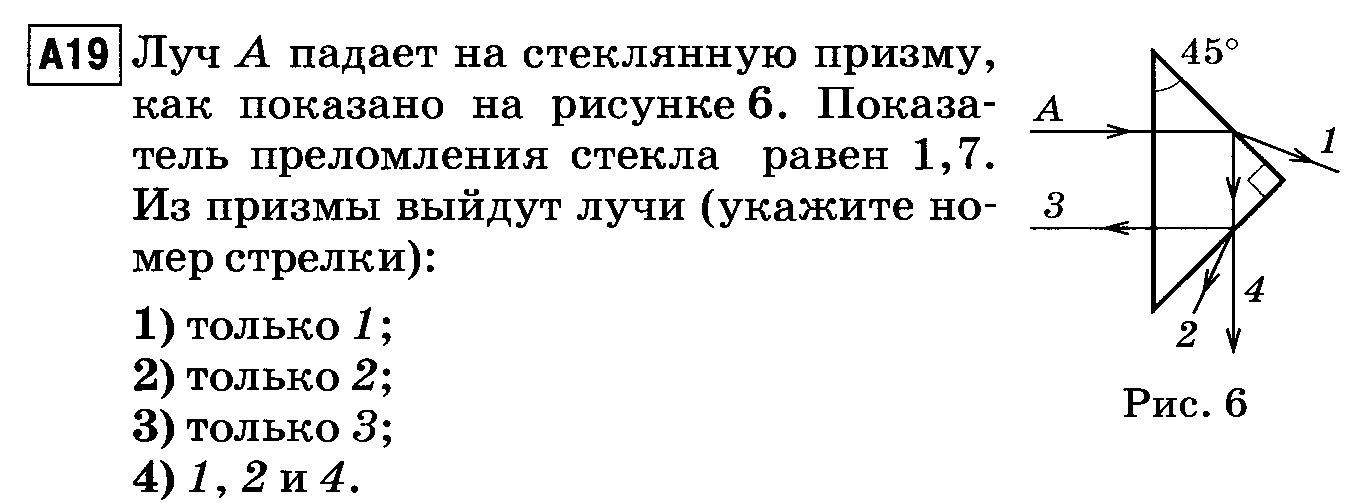 А19 Луч А падает на стеклянную призму,
как показано на рисунке 6. Показа-
тель преломления стекла равен 1,7.
Из призмы выйдут лучи (укажите но-
мер стрелки):
1) только 1;
2) только 2;
3) только 3;
4) 1, 2 и 4.
45°
А
1
3
4
2
Рис. 6